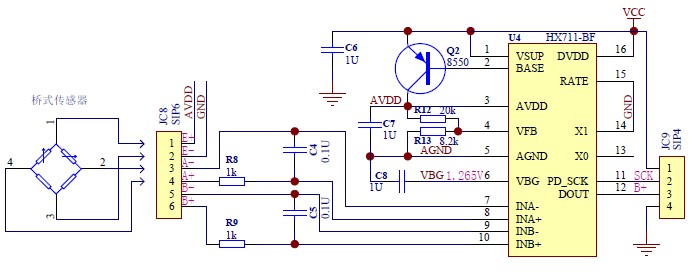 VCC
U4
HX711-BF
C6
1U
Q2
8550
1
2
3
4
5
6
7
8
9
10
VSUP
BASE
AVDD
VFB
AGND
VBG
INA-
INA+
INB-
INB+
DVDD
RATE
X1
X0
PD_SCK
DOUT
16
15
14
13
11
12
GND
SCK
B+
JC9
SIP4
1
2
3
4
AVDD
R12
20k
C7
1U
R13
8.2k
AGND
C8
1U
VBG 1.265V
桥式传感器
1
2
3
4
JC8
SIP6
AVDD
GND
1
2
3
4
5
6
E+
E-
A-
A+
B-
B+
R8
1k
C4
0.1U
C5
0.1U
R9
1k